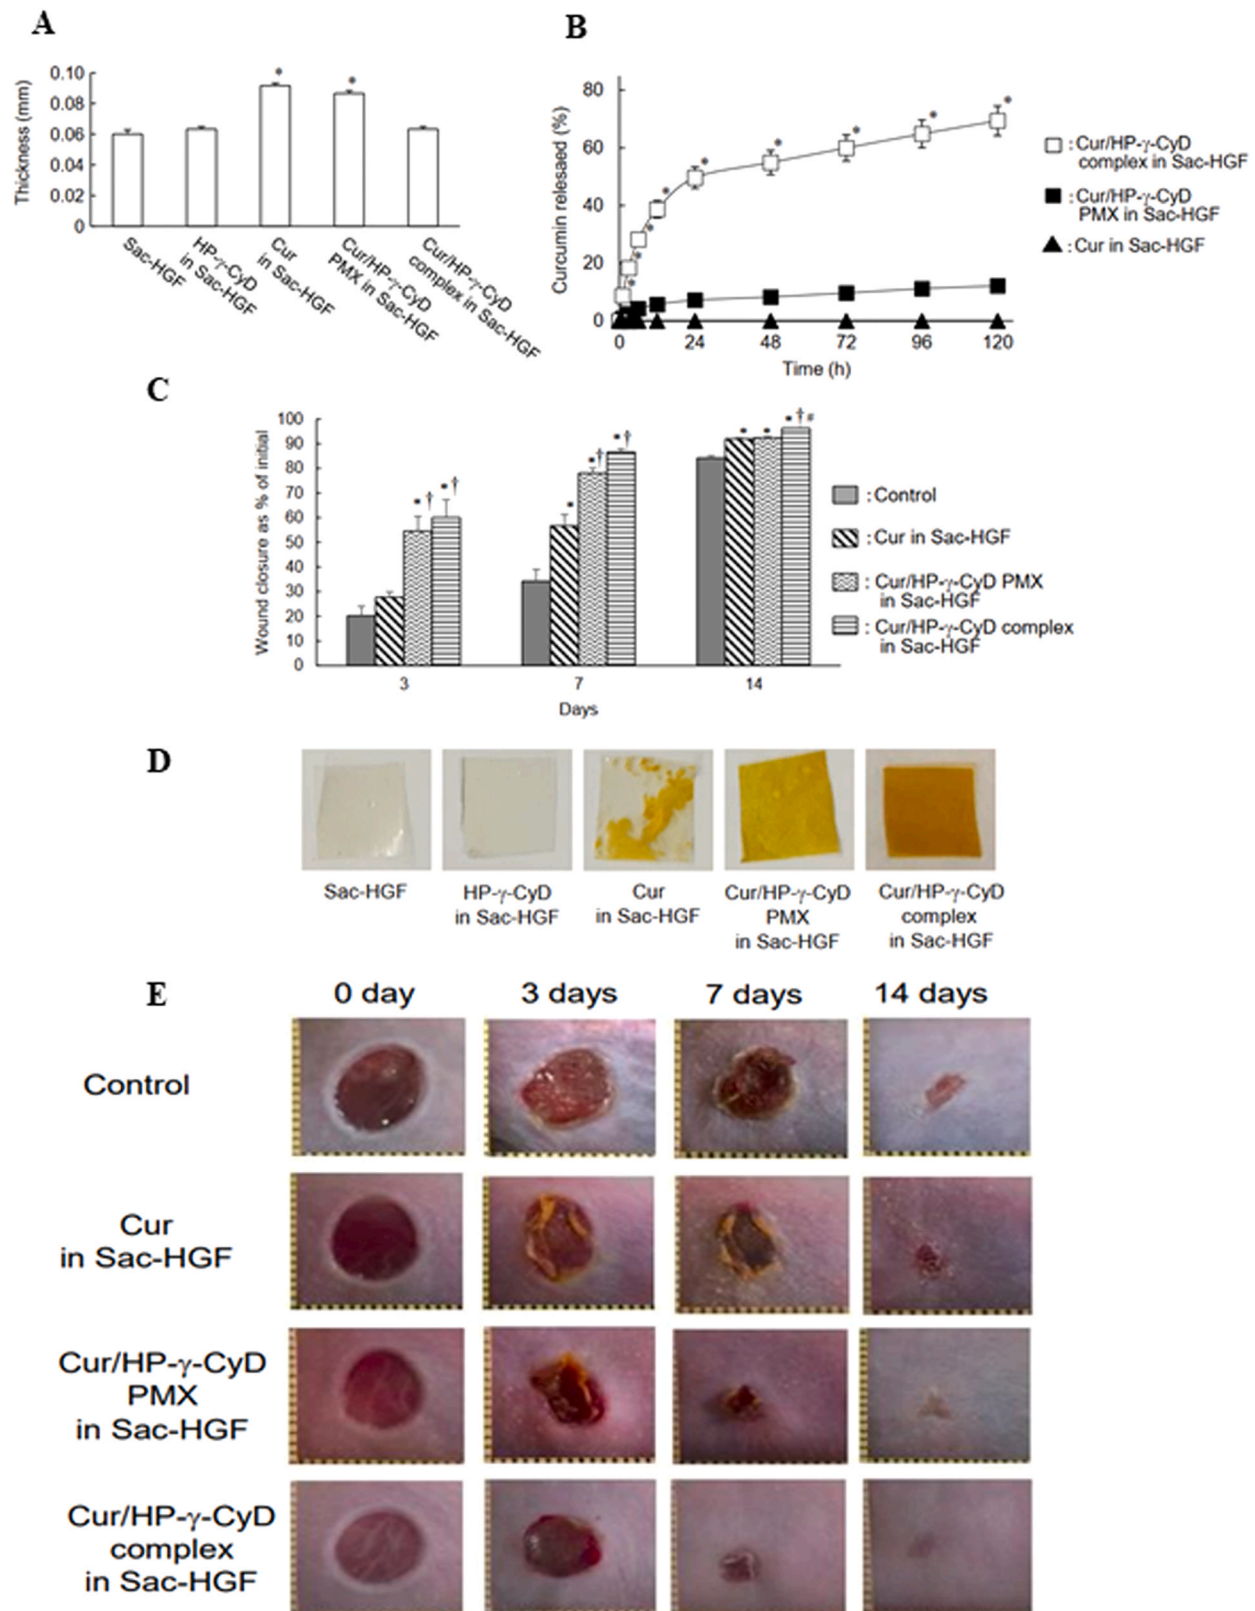 A
Thickness (mm)
0.10
0.08
0.06
0.04
0.02
0
*
*
Sac-HGF
HP-γ-CyD
in Sac-HGF
Cur
in Sac-HGF
Cur/HP-γ-CyD
PMX in Sac-HGF
Cur/HP-γ-CyD
complex in Sac-HGF
B
Curcumin relesaed (%)
80
60
40
20
0
* * * * * * * * *
0 24 48 72 96 120
Time (h)
: Cur/HP-γ-CyD
complex in Sac-HGF
: Cur/HP-γ-CyD
PMX in Sac-HGF
: Cur in Sac-HGF
C
Wound closure as % of initial
100
90
80
70
60
50
40
30
20
10
0
*† *†
* *† *†
* * *†#
3 7 14
Days
: Control
: Cur in Sac-HGF
: Cur/HP-γ-CyD PMX
in Sac-HGF
: Cur/HP-γ-CyD complex
in Sac-HGF
D
Sac-HGF
HP-γ-CyD
in Sac-HGF
Cur
in Sac-HGF
Cur/HP-γ-CyD
PMX
in Sac-HGF
Cur/HP-γ-CyD
complex
in Sac-HGF
E
0 day 3 days 7 days 14 days
Control
Cur
in Sac-HGF
Cur/HP-γ-CyD
PMX
in Sac-HGF
Cur/HP-γ-CyD
complex
in Sac-HGF